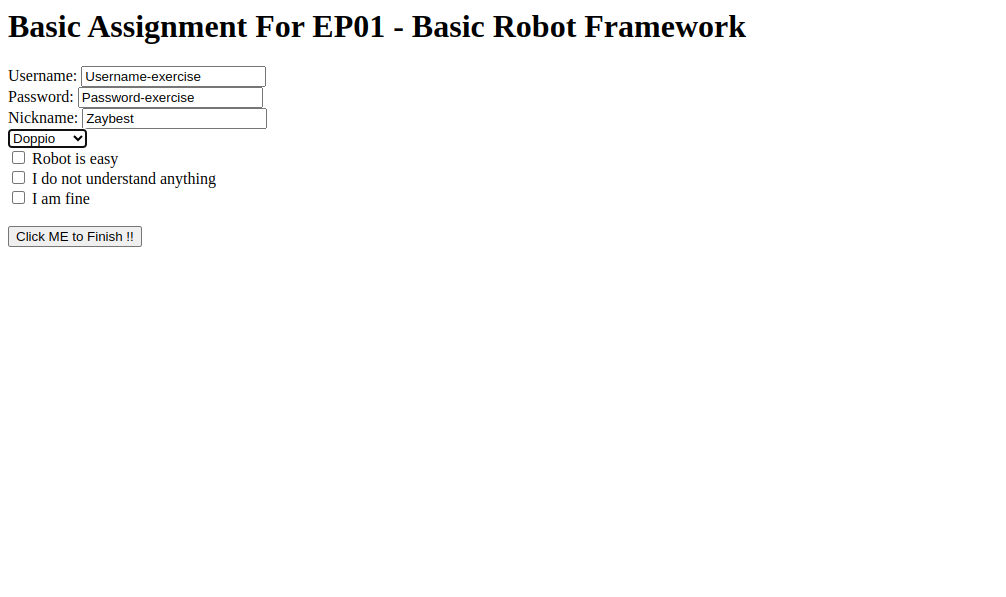 Basic Assignment For EP01 - Basic Robot Framework
Username: Username-exercise
Password: Password-exercise
Nickname: Zaybest
Doppio
Robot is easy
I do not understand anything
I am fine
Click ME to Finish !!